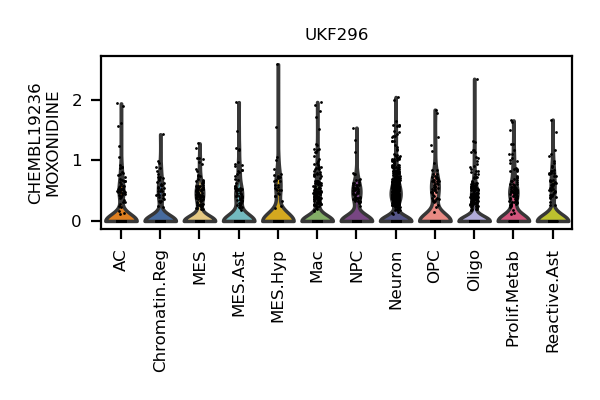 UKF296
CHEMBL19236
MOXONIDINE
2
1
0
AC
Chromatin.Reg
MES
MES.Ast
MES.Hyp
Mac
NPC
Neuron
OPC
Oligo
Prolif.Metab
Reactive.Ast